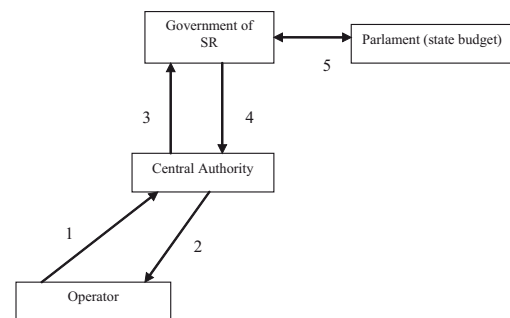 Government of
SR
Parlament (state budget)
5
3
4
Central Authority
1
2
Operator